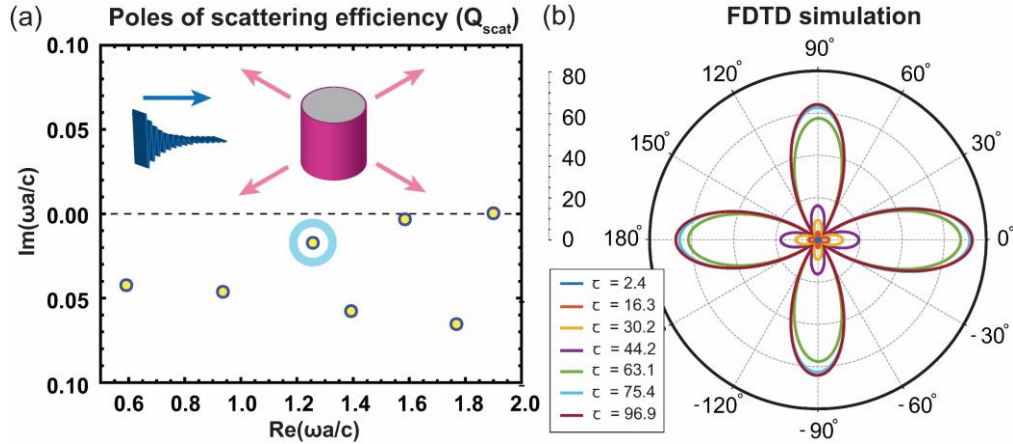 (a) Poles of scattering efficiency (Qscat)
0.10
0.05
0.00
0.05
0.10
Im(ωa/c)
0.6 0.8 1.0 1.2 1.4 1.6 1.8 2.0
Re(ωa/c)
(b) FDTD simulation
80
60
40
20
0
90°
120° 60°
150° 30°
180° 0°
-30°
-120° -60°
-90°
τ = 2.4
τ = 16.3
τ = 30.2
τ = 44.2
τ = 63.1
τ = 75.4
τ = 96.9